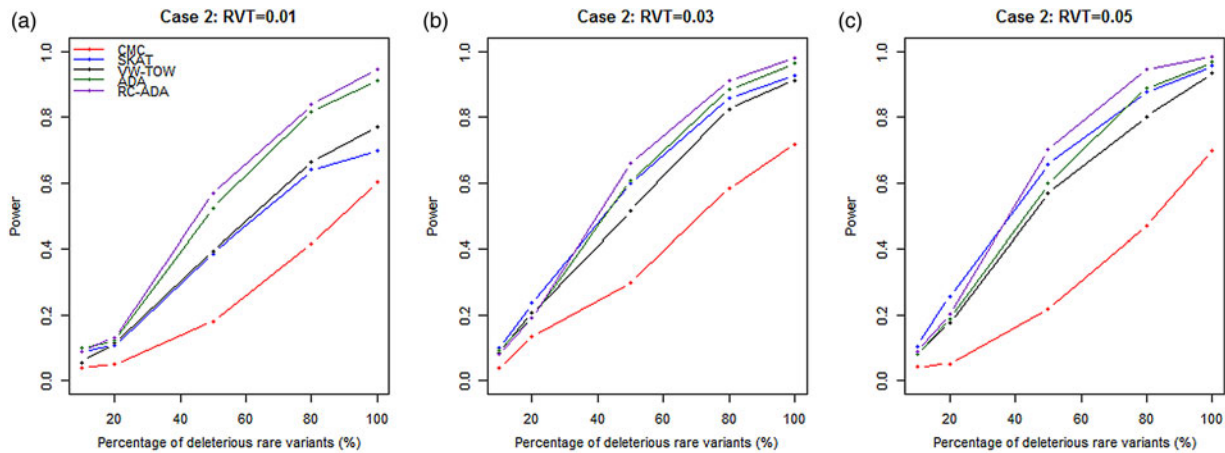 (a)
Case 2: RVT=0.01
CMC
SKAT
VW-TOW
ADA
RC-ADA
Power
1.0
0.8
0.6
0.4
0.2
0.0
20 40 60 80 100
Percentage of deleterious rare variants (%)
(b)
Case 2: RVT=0.03
Power
1.0
0.8
0.6
0.4
0.2
0.0
20 40 60 80 100
Percentage of deleterious rare variants (%)
(c)
Case 2: RVT=0.05
Power
1.0
0.8
0.6
0.4
0.2
0.0
20 40 60 80 100
Percentage of deleterious rare variants (%)